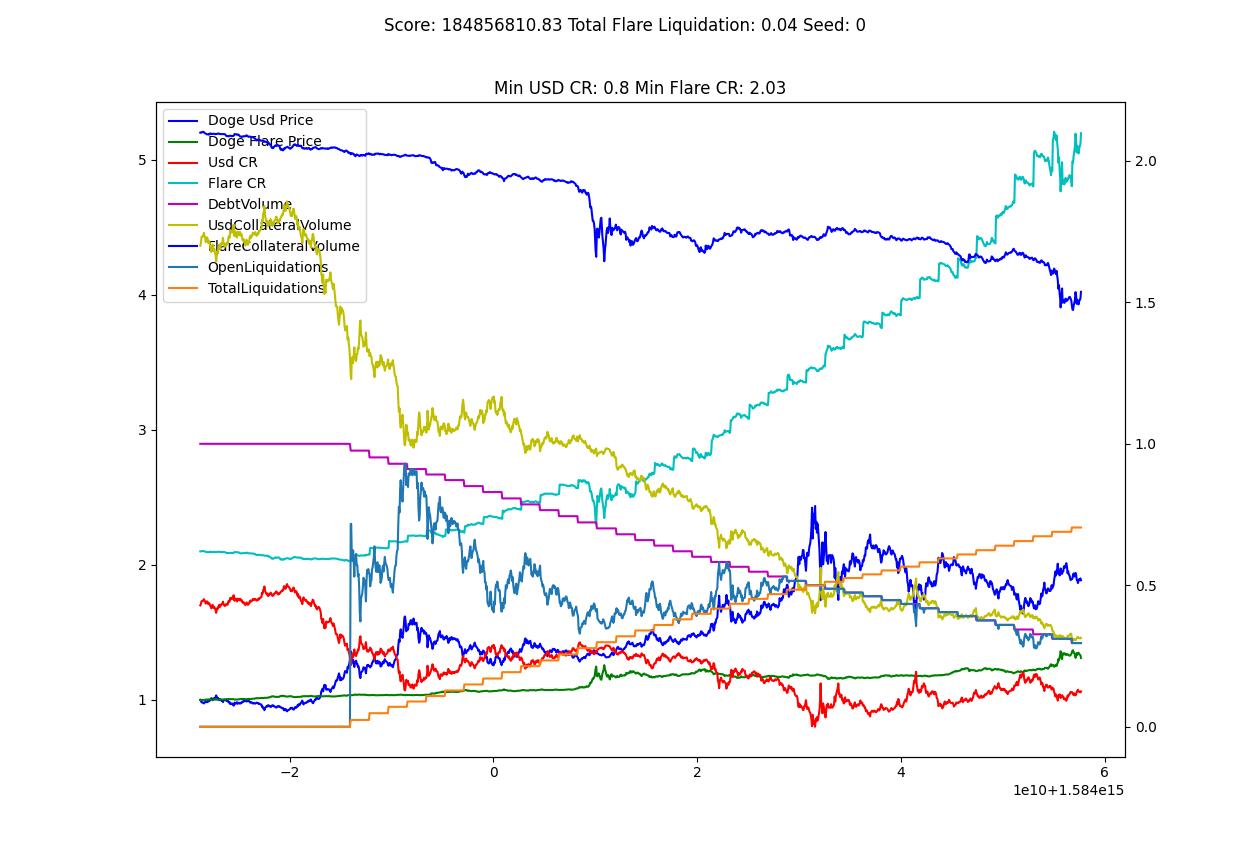 Score: 184856810.83 Total Flare Liquidation: 0.04 Seed: 0
Min USD CR: 0.8 Min Flare CR: 2.03
Doge Usd Price
Doge Flare Price
Usd CR
Flare CR
DebtVolume
UsdCollateralVolume
FlareCollateralVolume
OpenLiquidations
TotalLiquidations
5
4
3
2
1
2.0
1.5
1.0
0.5
0.0
−2
0
2
4
6
1e10+1.584e15